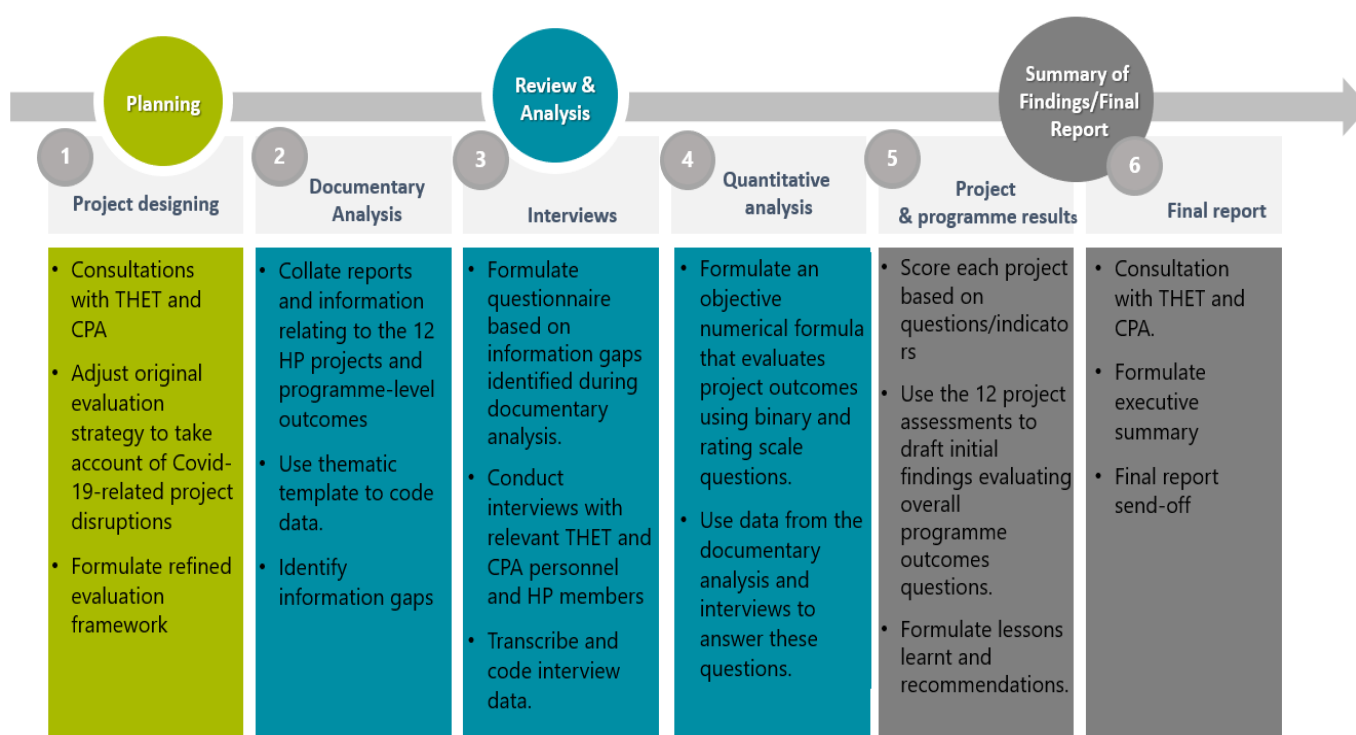 Planning
Review &
Analysis
Summary of
Findings/Final
Report
1
Project designing
2
Documentary
Analysis
3
Interviews
4
Quantitative
analysis
5
Project
& programme results
6
Final report
• Consultations
with THET and
CPA
• Adjust original
evaluation
strategy to take
account of Covid-
19-related project
disruptions
• Formulate refined
evaluation
framework
• Collate reports
and information
relating to the 12
HP projects and
programme-level
outcomes
• Use thematic
template to code
data.
• Identify
information gaps
• Formulate
questionnaire
based on
information gaps
identified during
documentary
analysis.
• Conduct
interviews with
relevant THET and
CPA personnel
and HP members
• Transcribe and
code interview
data.
• Formulate an
objective
numerical formula
that evaluates
project outcomes
using binary and
rating scale
questions.
• Use data from the
documentary
analysis and
interviews to
answer these
questions.
• Score each project
based on
questions/indicato
rs
• Use the 12 project
assessments to
draft initial
findings evaluating
overall
programme
outcomes
questions.
• Formulate lessons
learnt and
recommendations.
• Consultation
with THET and
CPA.
• Formulate
executive
summary
• Final report
send-off